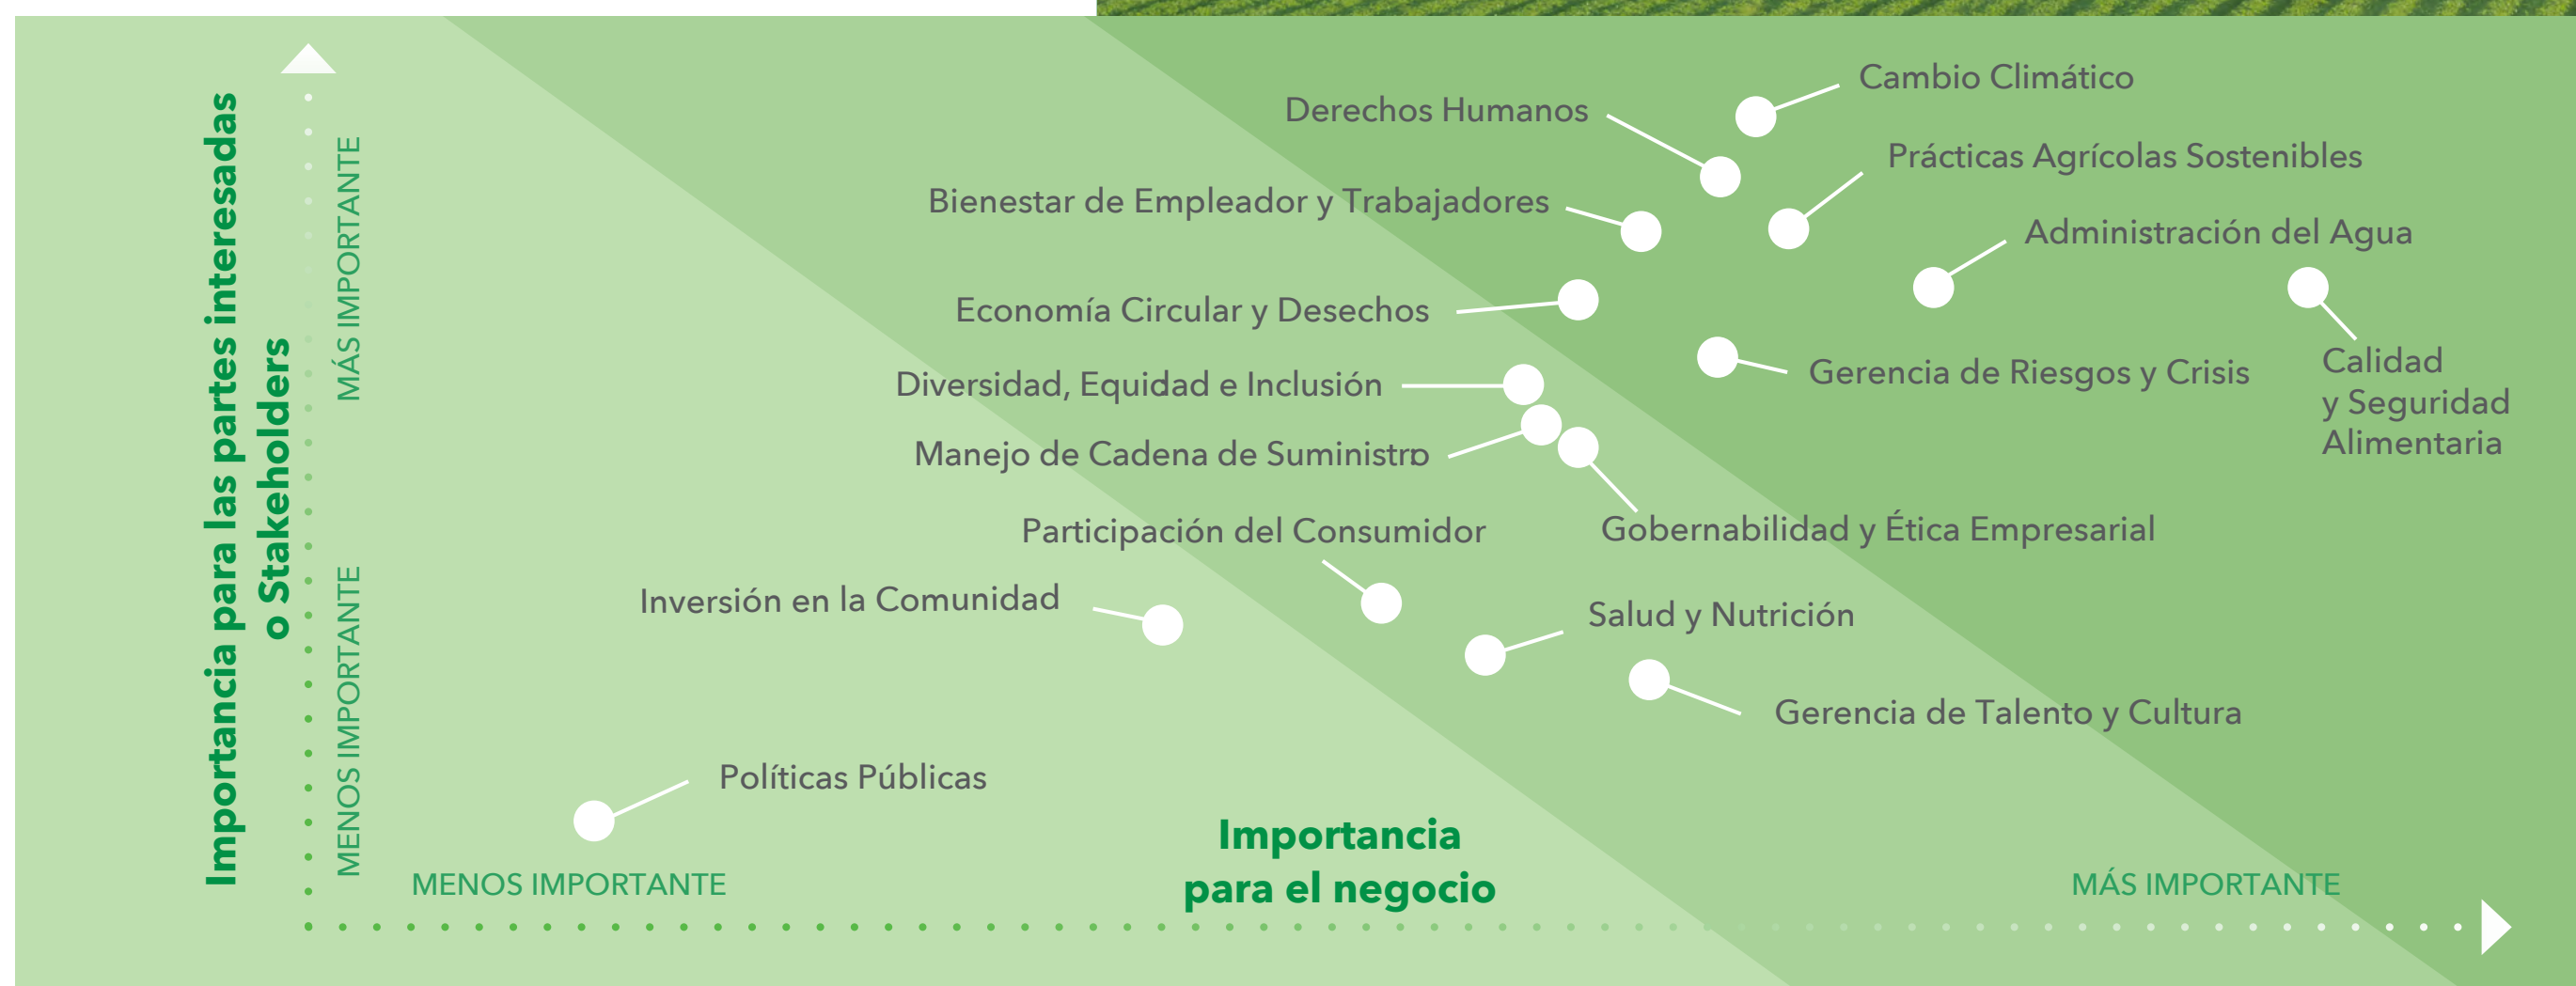 Importancia para las partes interesadas
o Stakeholders
MÁS IMPORTANTE
MENOS IMPORTANTE
Cambio Climático
Derechos Humanos
Prácticas Agrícolas Sostenibles
Bienestar de Empleador y Trabajadores
Administración del Agua
Economía Circular y Desechos
Calidad
y Seguridad
Alimentaria
Gerencia de Riesgos y Crisis
Diversidad, Equidad e Inclusión
Manejo de Cadena de Suministro
Gobernabilidad y Ética Empresarial
Participación del Consumidor
Inversión en la Comunidad
Salud y Nutrición
Gerencia de Talento y Cultura
Políticas Públicas
Importancia
para el negocio
MENOS IMPORTANTE
MÁS IMPORTANTE